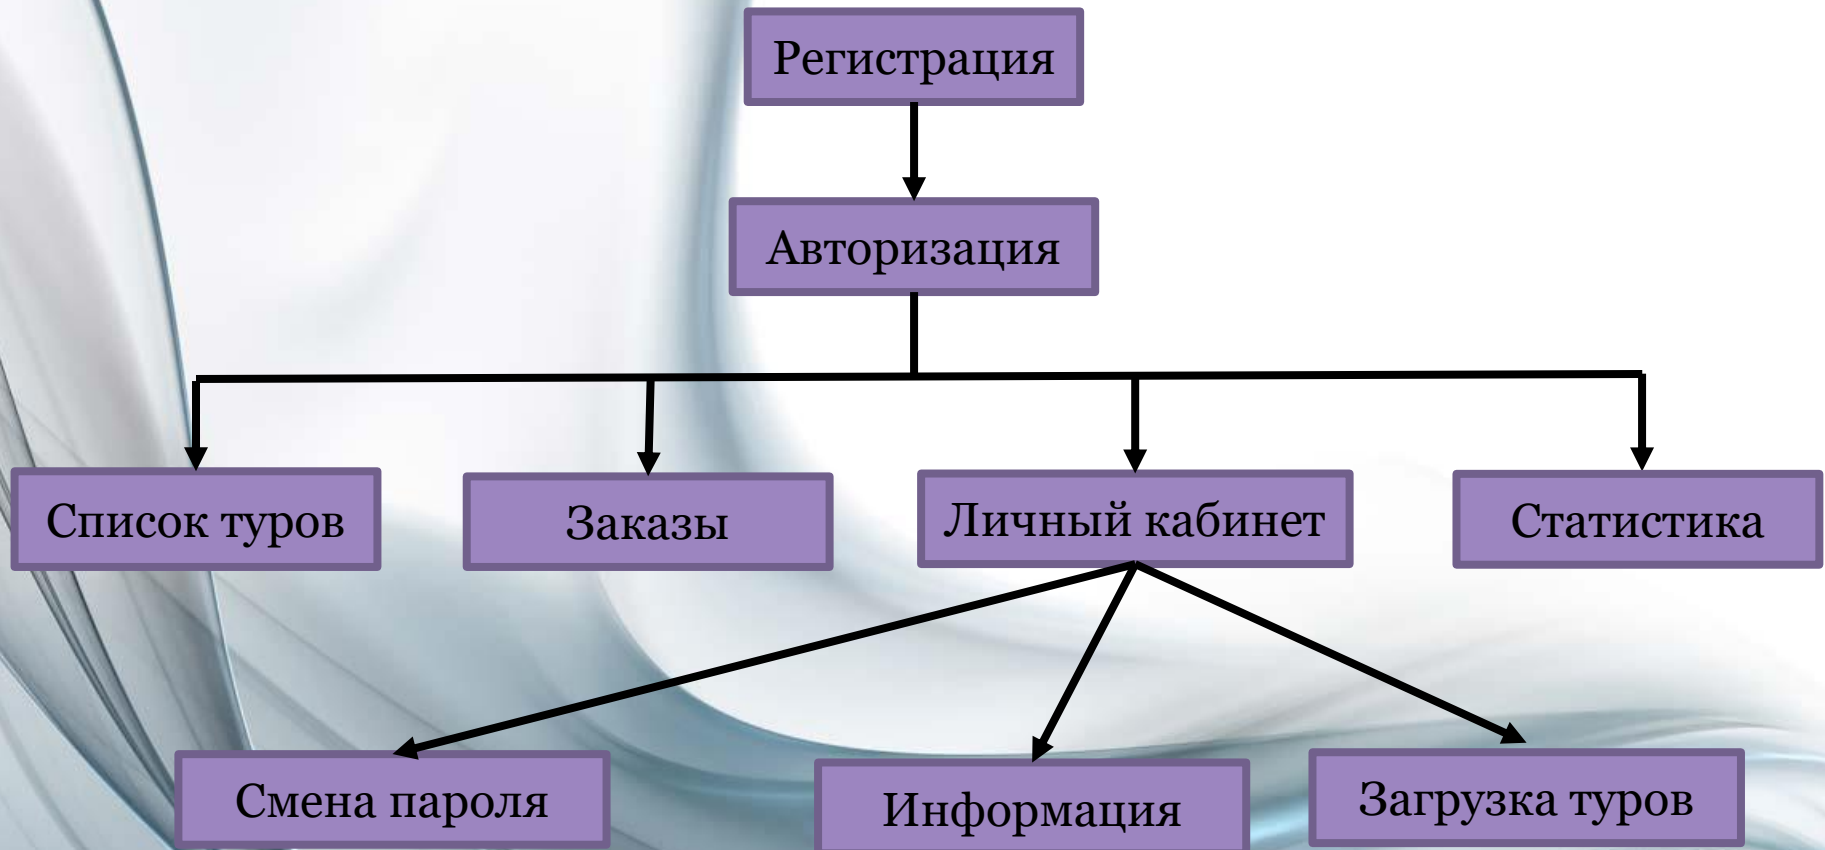 Регистрация
Авторизация
Список туров
Заказы
Личный кабинет
Статистика
Смена пароля
Информация
Загрузка туров